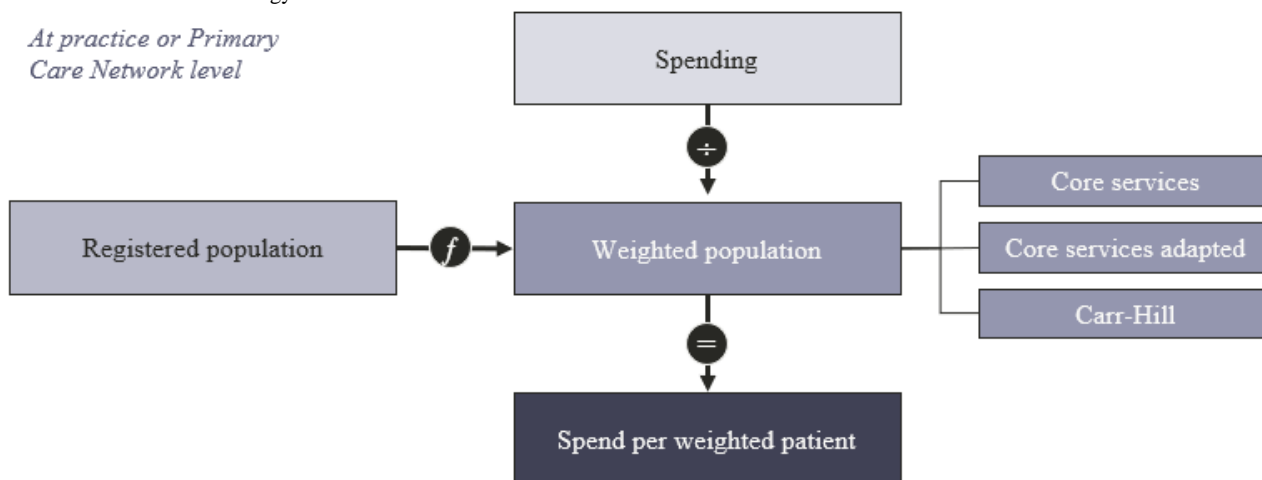 At practice or Primary
Care Network level
Spending
÷
Core services
Registered population
f
Weighted population
Core services adapted
Carr-Hill
=
Spend per weighted patient